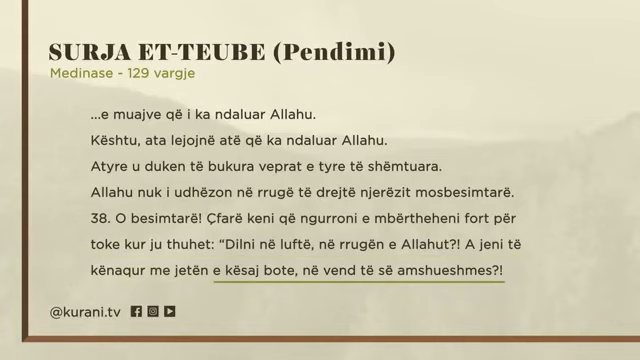 SURJA ET-TEUBE (Pendimi)
Medinase - 129 vargje
...e muajve që i ka ndaluar Allahu.
Kështu, ata lejojnë atë që ka ndaluar Allahu.
Atyre u duken të bukura veprat e tyre të shëmtuara.
Allahu nuk i udhëzon në rrugë të drejtë njerëzit mosbesimtarë.
38. O besimtarë! Çfarë keni që ngurroni e mbërtheheni fort për
toke kur ju thuhet: “Dilni në luftë, në rrugën e Allahut?! A jeni të
kënaqur me jetën e kësaj bote, në vend të së amshueshmes?!
@kurani.tv